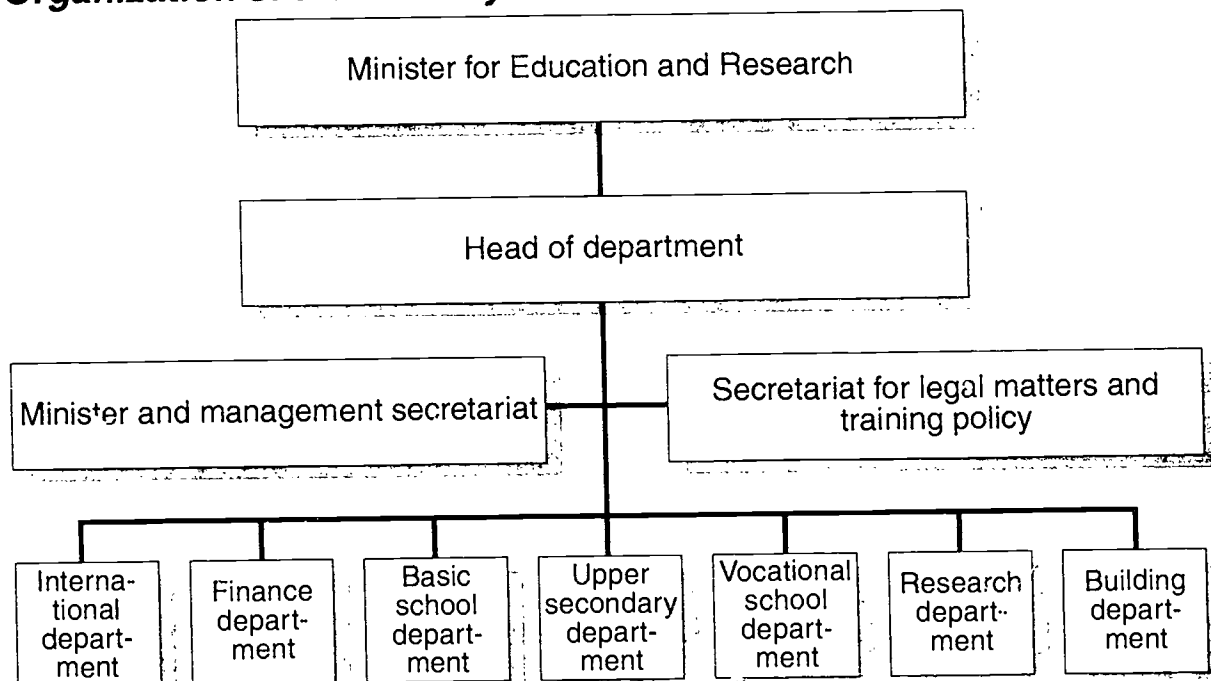 Minister for Education and Research
Head of department
Minister and management secretariat
Secretariat for legal matters and
training policy
Interna-
tional
depart-
ment
Finance
depart-
ment
Basic
school
depart-
ment
Upper
secondary
depart-
ment
Vocational
school
depart-
ment
Research
depart-
ment
Building
depart-
ment